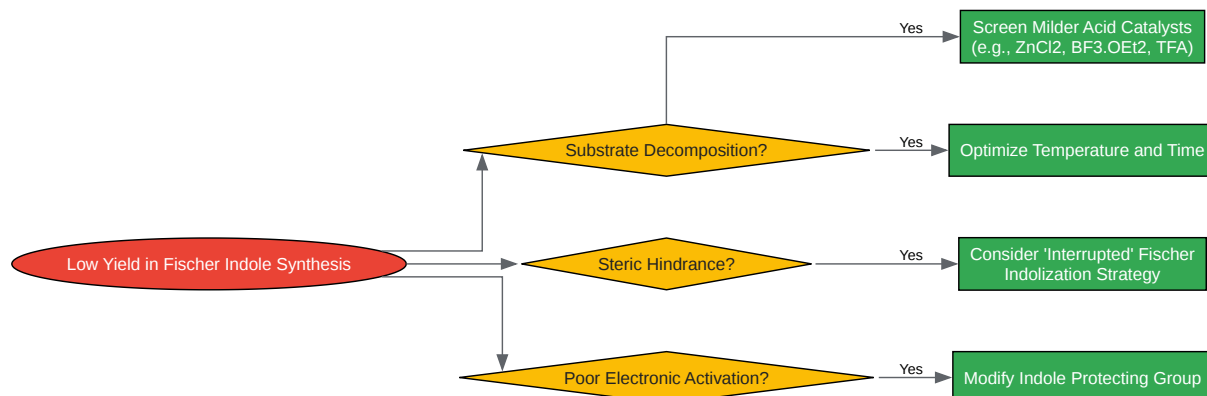 Yes
Screen Milder Acid Catalysts
(e.g., ZnCl2, BF3.OEt2, TFA)
Substrate Decomposition?
Yes
Optimize Temperature and Time
Low Yield in Fischer Indole Synthesis
Steric Hindrance?
Yes
Consider 'Interrupted' Fischer
Indolization Strategy
Poor Electronic Activation?
Yes
Modify Indole Protecting Group